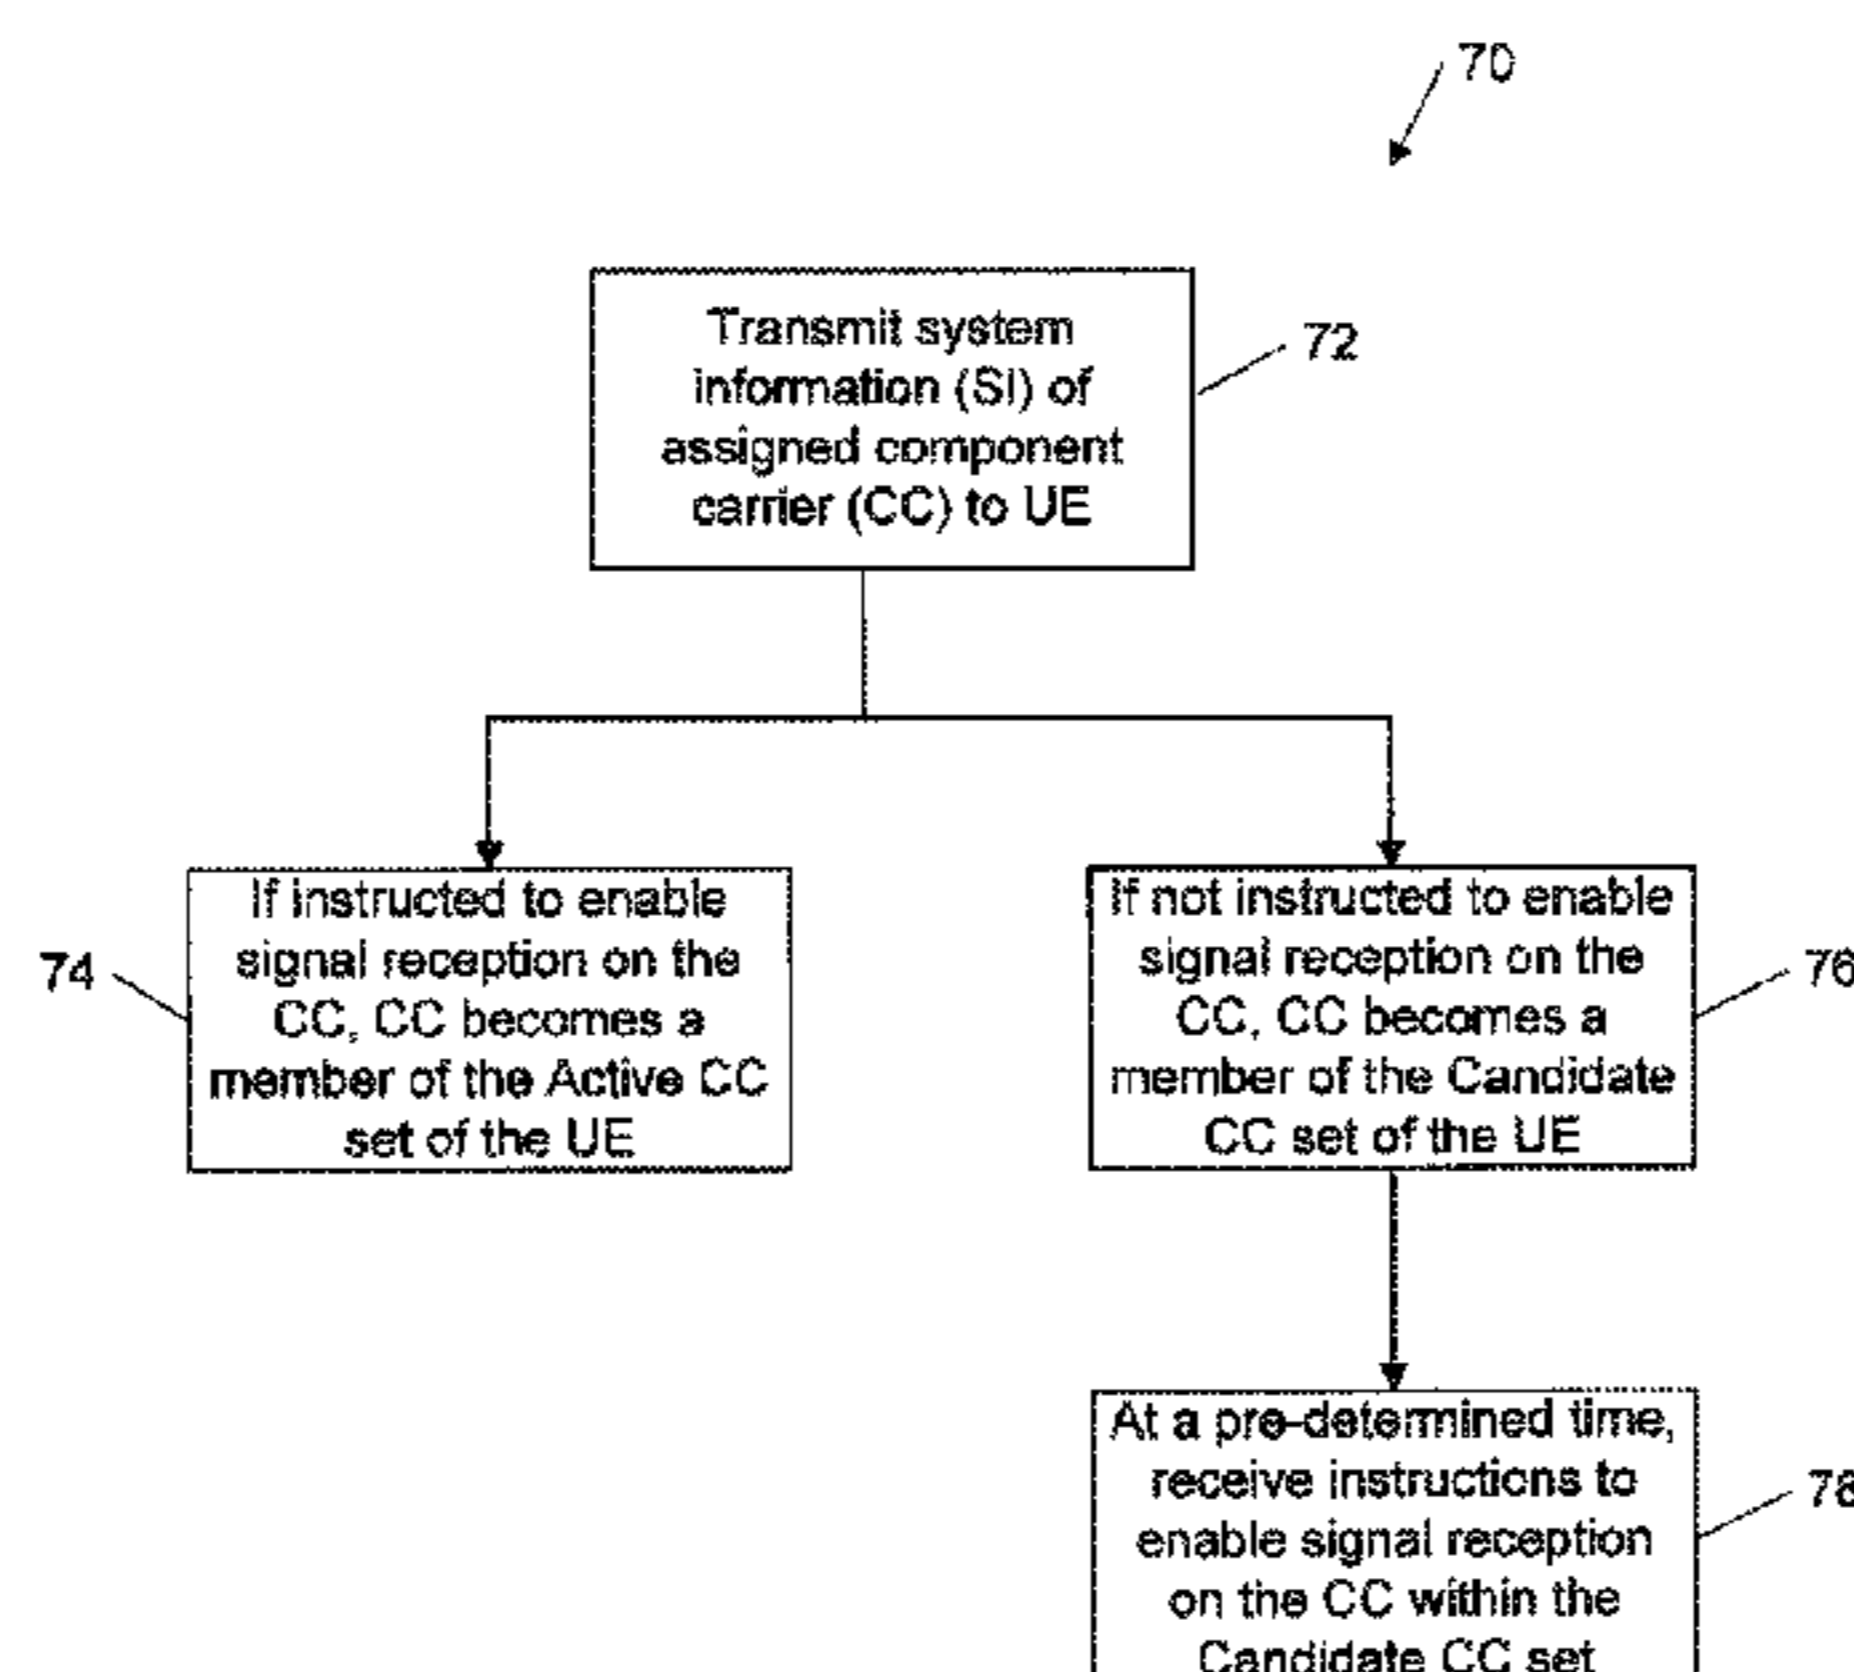 70
Transmit system
information (SI) of
assigned component
carrier (CC) to UE
72
If instructed to enable
signal reception on the
CC, CC becomes a
member of the Active CC
set of the UE
74
If not instructed to enable
signal reception on the
CC, CC becomes a
member of the Candidate
CC set of the UE
76
At a pre-determined time,
receive instructions to
enable signal reception
on the CC within the
Candidate CC set
78